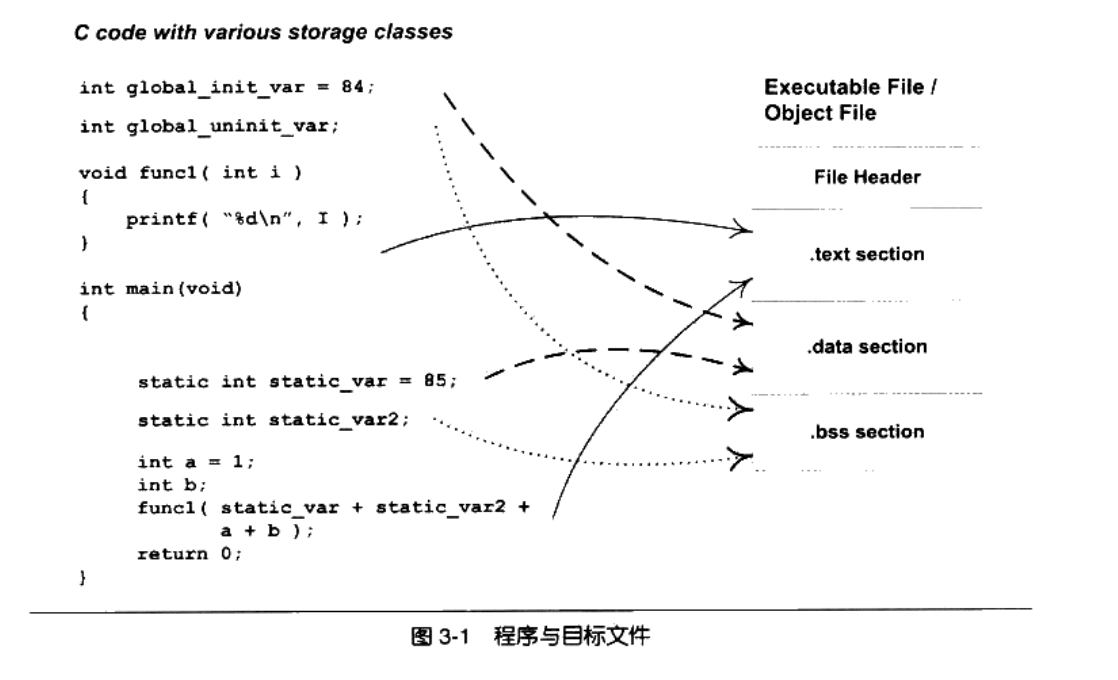 C code with various storage classes
int global_init_var = 84;
int global_uninit_var;
void func1( int i )
{
printf( "%d\n", I );
}
int main(void)
{
static int static_var = 85;
static int static_var2;
int a = 1;
int b;
func1( static_var + static_var2 +
a + b );
return 0;
}
Executable File /
Object File
File Header
.text section
.data section
.bss section
图 3-1 程序与目标文件